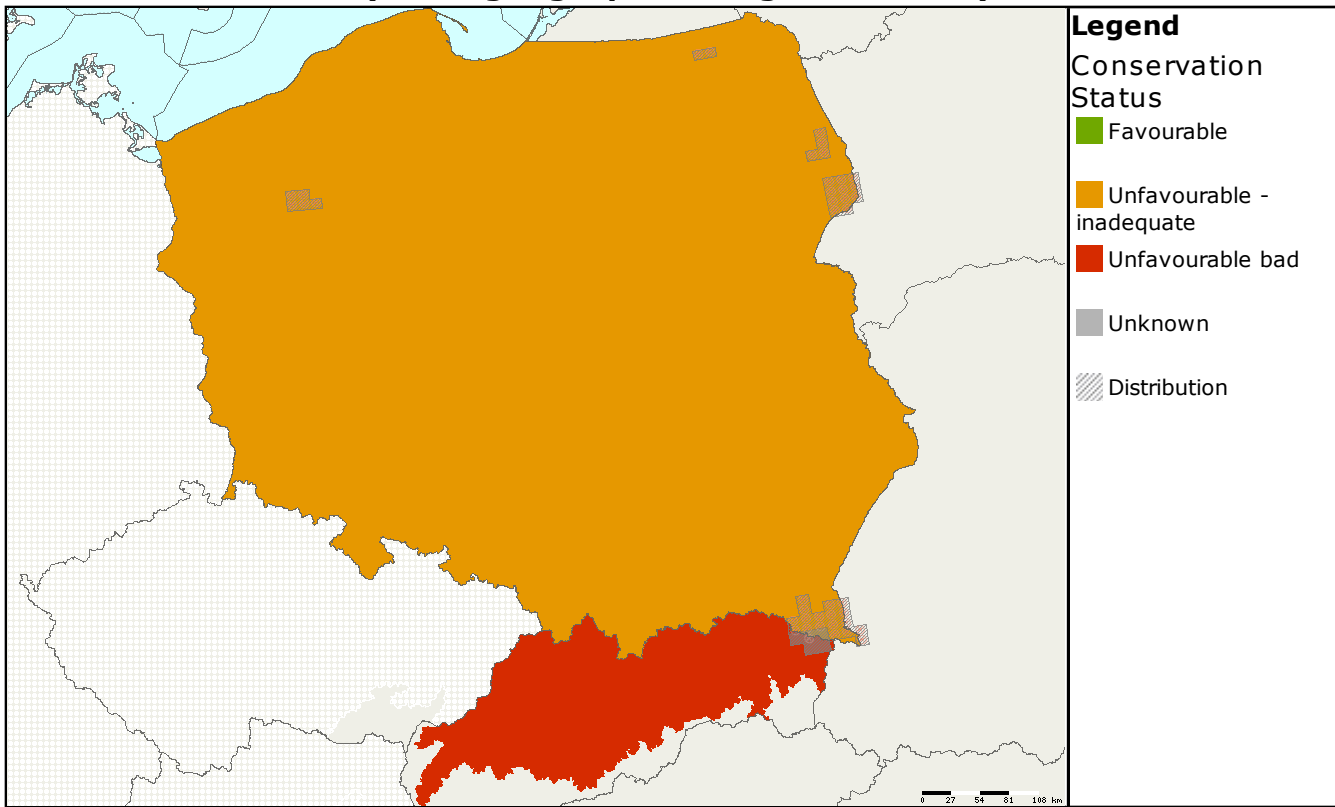 Legend
Conservation
Status
Favourable
Unfavourable -
inadequate
Unfavourable bad
Unknown
Distribution
0 27 54 81 108 km